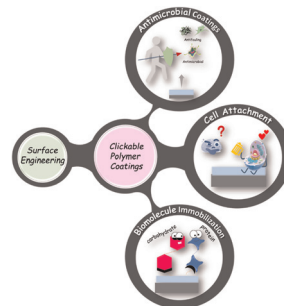 Antimicrobial Coatings
Antifouling
Antimicrobial
Cell Attachment
?
Surface
Engineering
Clickable
Polymer
Coatings
Biomolecule Immobilization
carbohydrate
protein